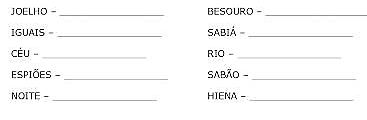 JOELHO – ____________________
IGUAIS – ____________________
CÉU – ____________________
ESPIÕES – ____________________
NOITE – ____________________
BESOURO – ____________________
SABIÁ – ____________________
RIO – ____________________
SABÃO – ____________________
HIENA – ____________________